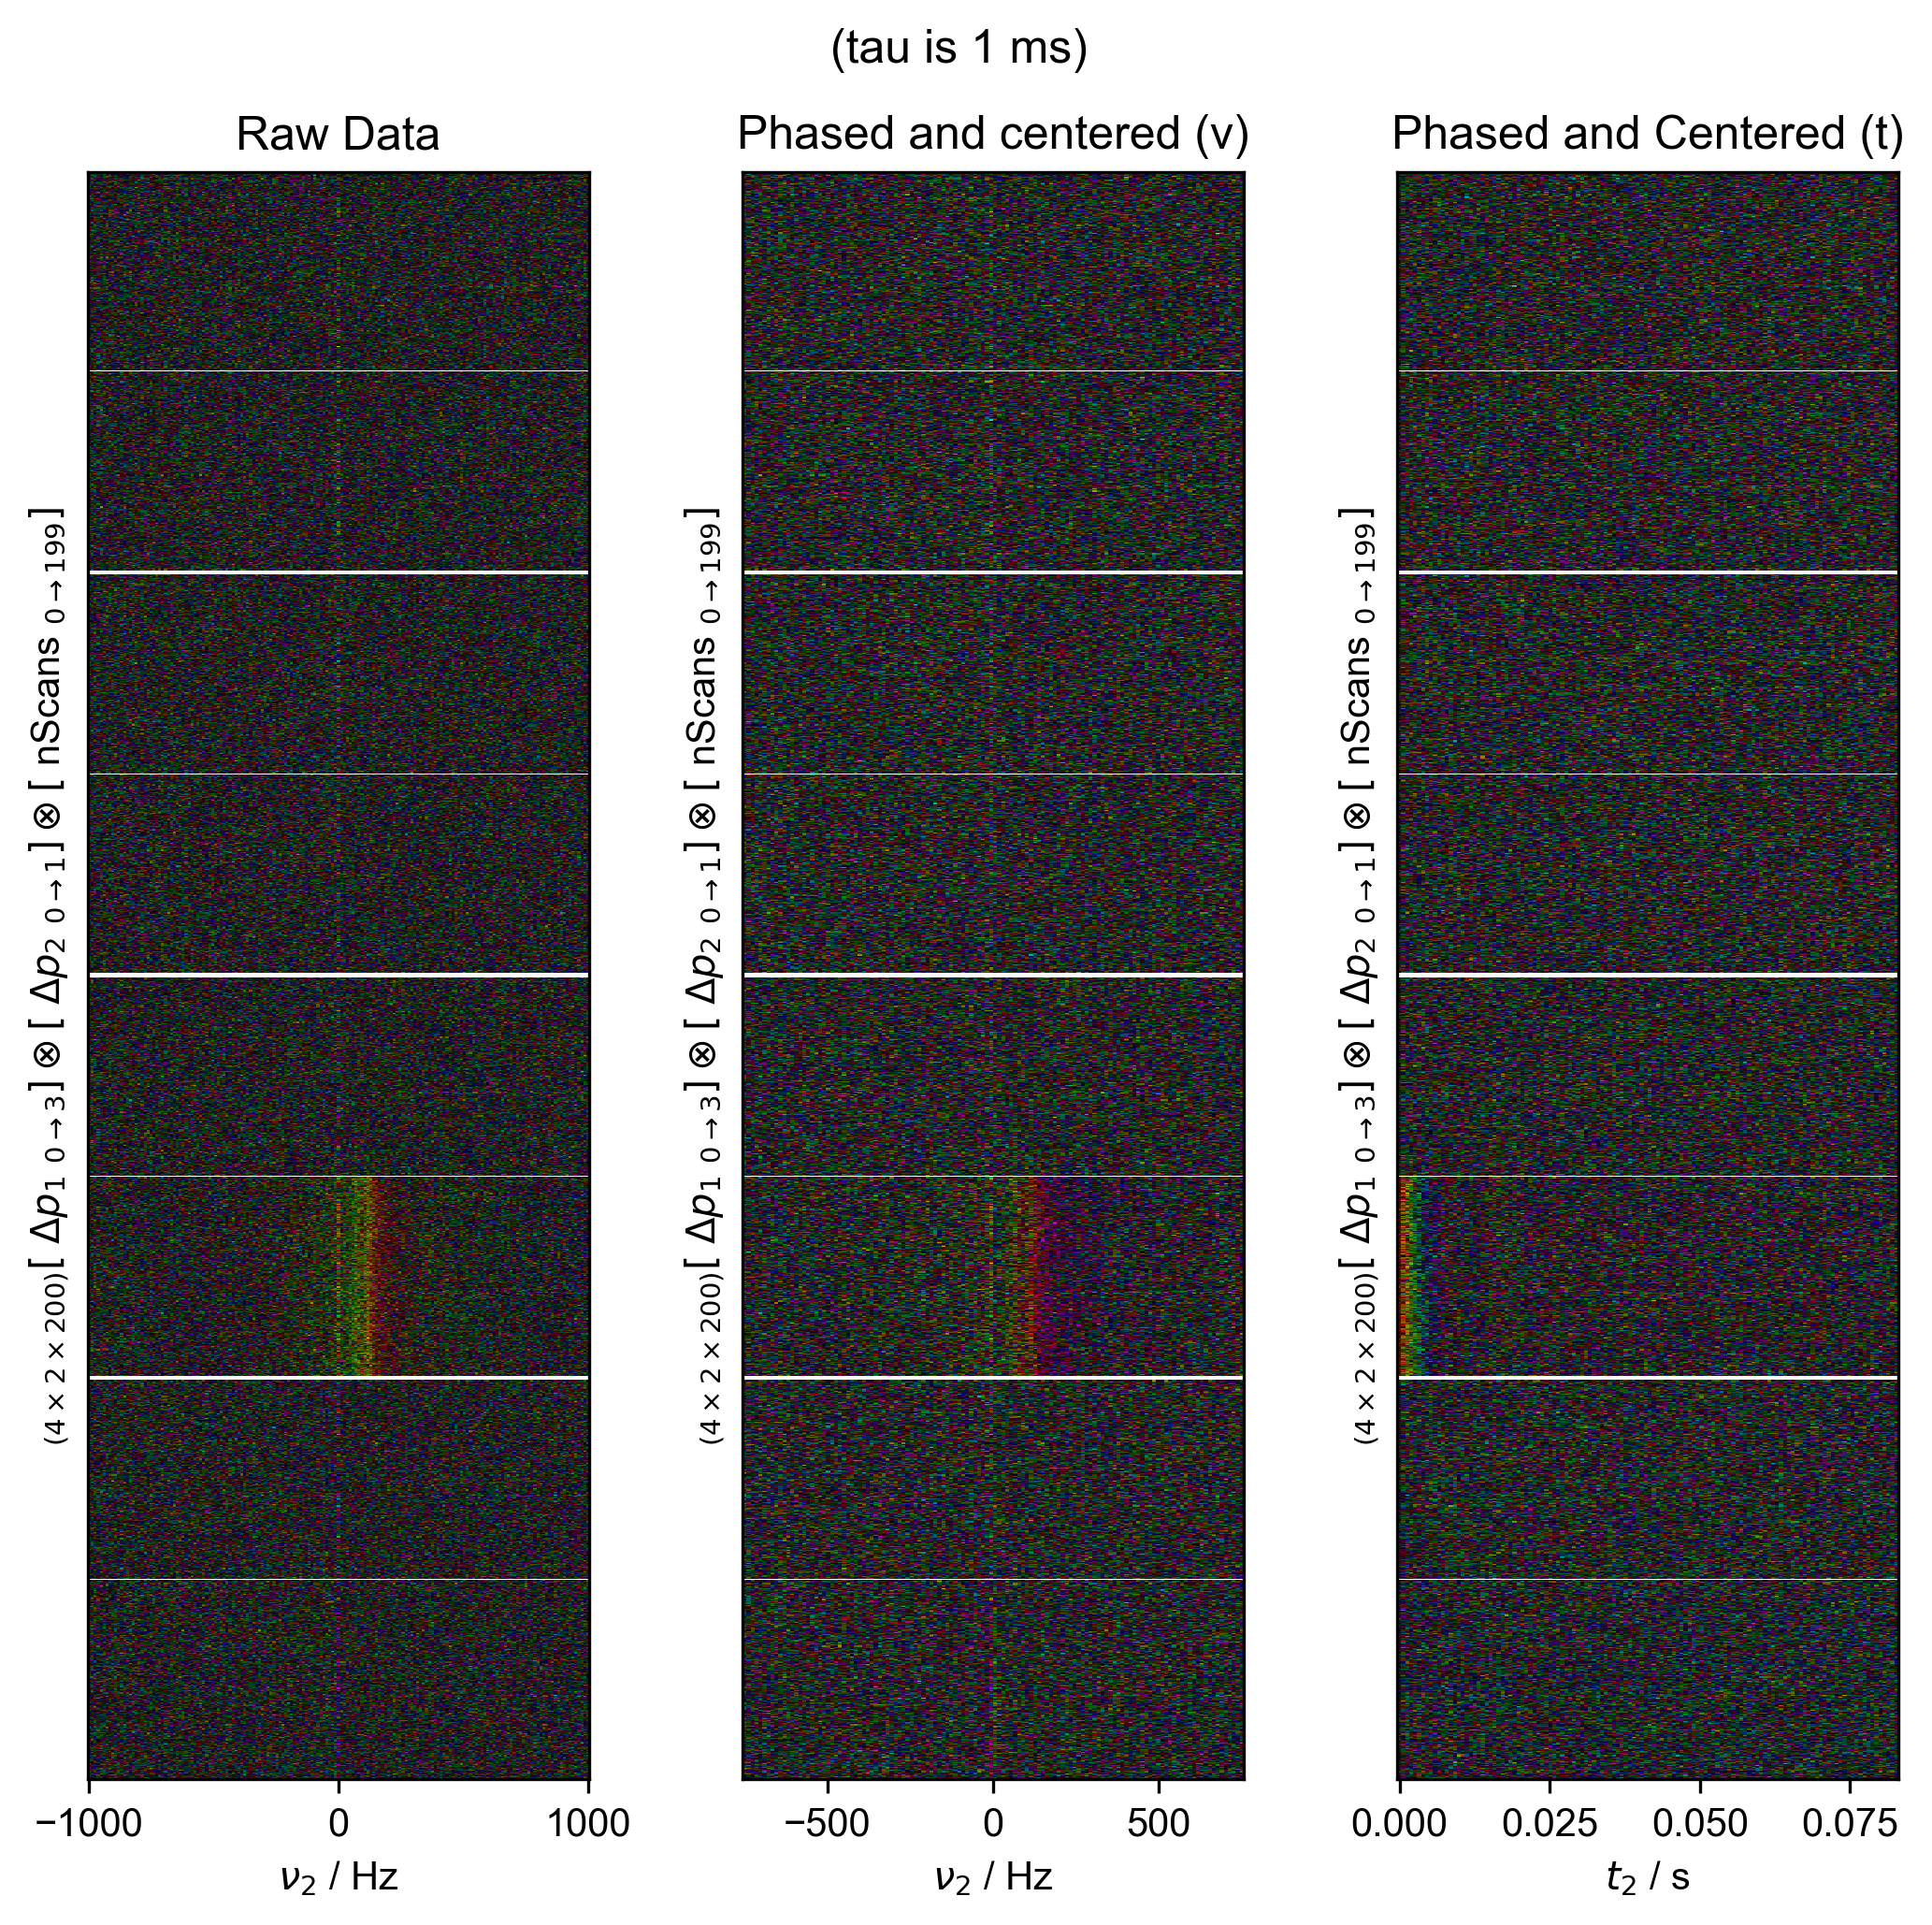 (tau is 1 ms)
Raw Data
Phased and centered (v)
Phased and Centered (t)
(4 × 2 × 200)[ Δp₁ ₀→₃] ⊗ [ Δp₂ ₀→₁] ⊗ [ nScans ₀→₁₉₉]
(4 × 2 × 200)[ Δp₁ ₀→₃] ⊗ [ Δp₂ ₀→₁] ⊗ [ nScans ₀→₁₉₉]
(4 × 2 × 200)[ Δp₁ ₀→₃] ⊗ [ Δp₂ ₀→₁] ⊗ [ nScans ₀→₁₉₉]
−1000 0 1000
ν₂ / Hz
−500 0 500
ν₂ / Hz
0.000 0.025 0.050 0.075
t₂ / s